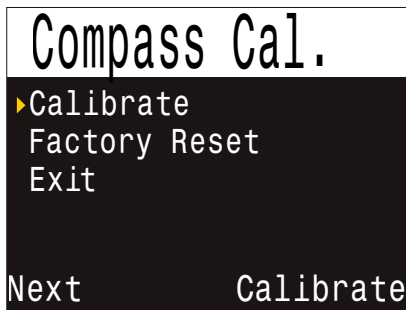 Compass Cal.
Calibrate
Factory Reset
Exit
Next Calibrate